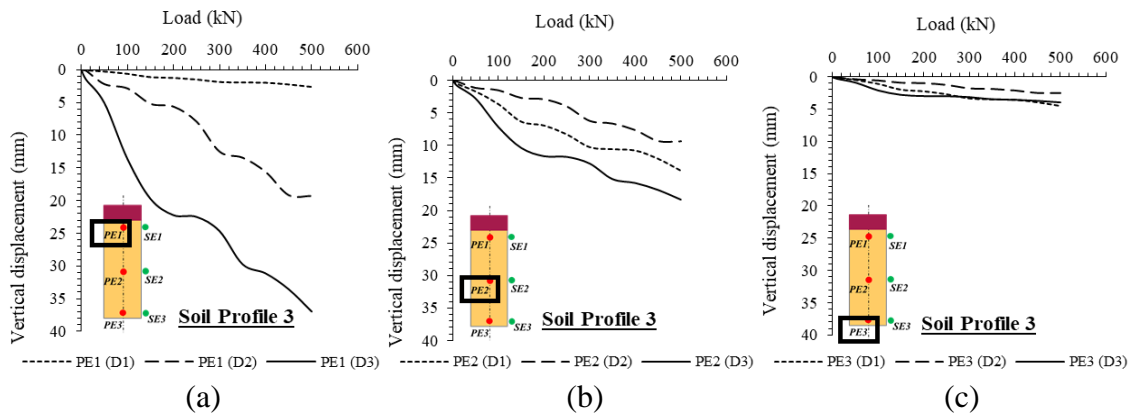 Load (kN)
0 100 200 300 400 500 600
0
5
10
15
20
25
30
35
40
Vertical displacement (mm)
PE1
SE1
PE2
SE2
PE3
SE3
Soil Profile 3
PE1 (D1) PE1 (D2) PE1 (D3)
(a)
Load (kN)
0 100 200 300 400 500 600
0
5
10
15
20
25
30
35
40
Vertical displacement (mm)
PE1
SE1
PE2
SE2
PE3
SE3
Soil Profile 3
PE2 (D1) PE2 (D2) PE2 (D3)
(b)
Load (kN)
0 100 200 300 400 500 600
0
5
10
15
20
25
30
35
40
Vertical displacement (mm)
PE1
SE1
PE2
SE2
PE3
SE3
Soil Profile 3
PE3 (D1) PE3 (D2) PE3 (D3)
(c)